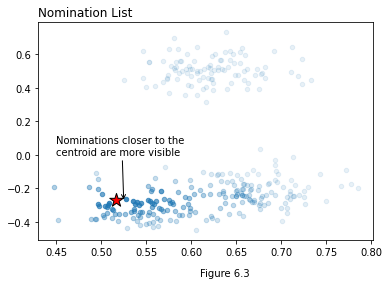 Nomination List
0.6
0.4
0.2
0.0
−0.2
−0.4
Nominations closer to the
centroid are more visible
0.45 0.50 0.55 0.60 0.65 0.70 0.75 0.80
Figure 6.3